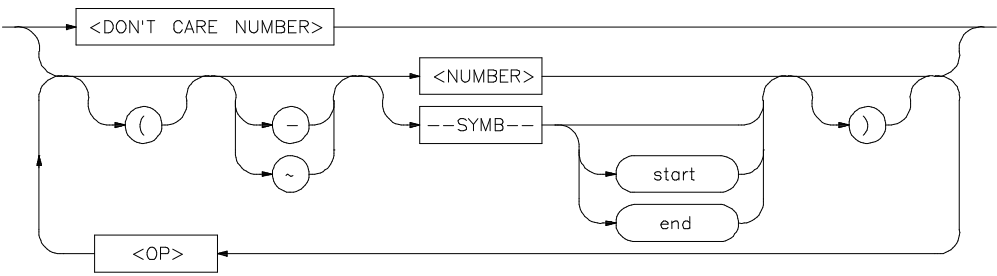 <DON'T CARE NUMBER>
<NUMBER>
( - --SYMB-- )
~ start
end
<OP>